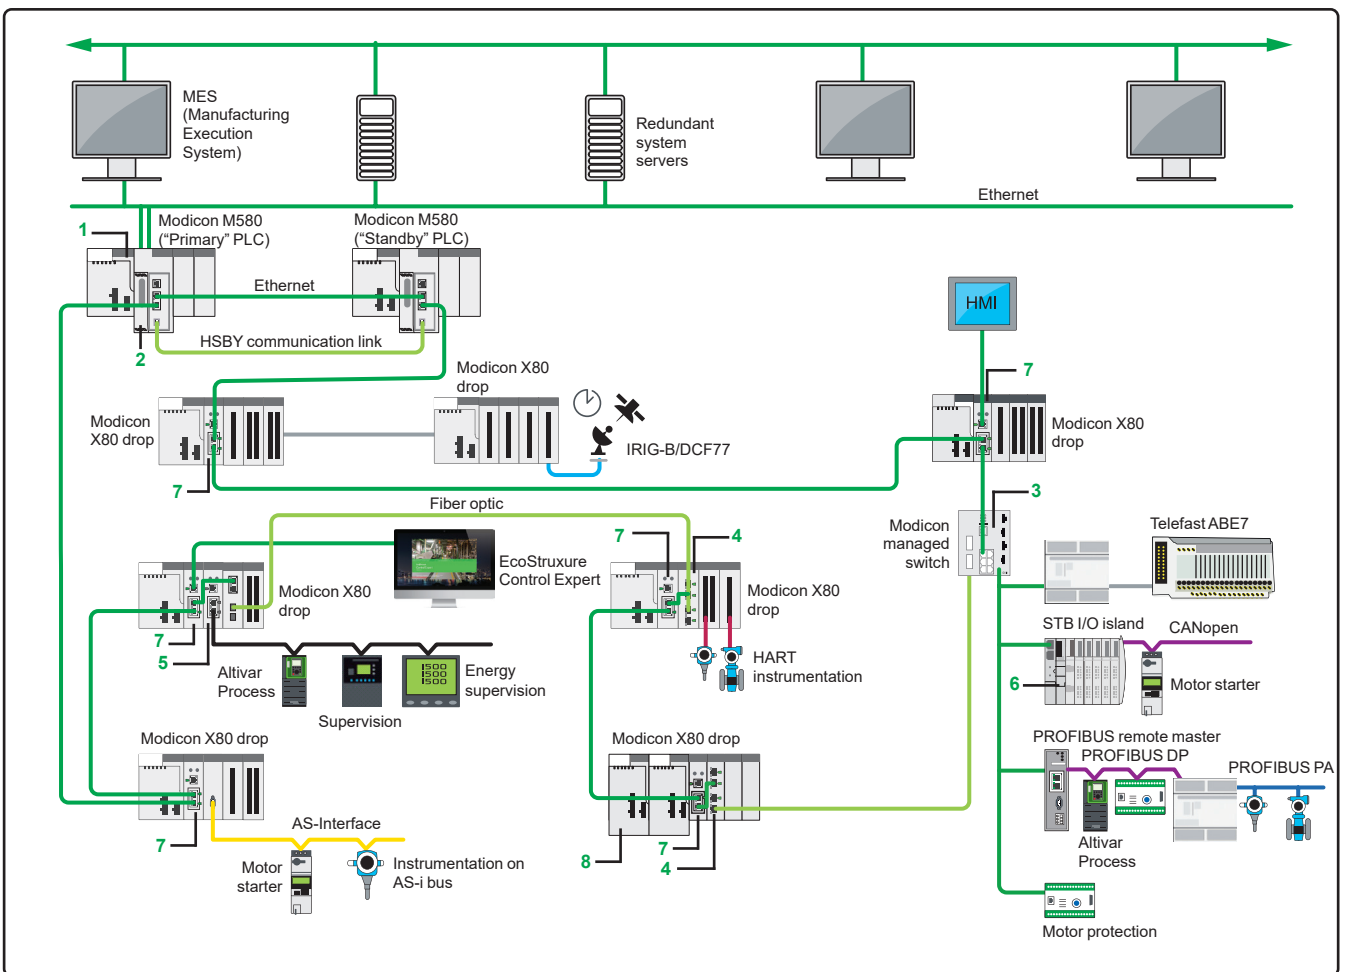 MES
(Manufacturing
Execution
System)
Redundant
system
servers
Ethernet
1
Modicon M580
("Primary" PLC)
Modicon M580
("Standby" PLC)
Ethernet
HSBY communication link
2
HMI
Modicon X80
drop
7
Modicon
X80 drop
IRIG-B/DCF77
Modicon X80
drop
7
Fiber optic
3
Modicon
managed
switch
Telefast ABE7
EcoStruxure
Control Expert
7
4
Modicon X80
drop
Modicon X80
drop
7
5
STB I/O island
CANopen
Altivar
Process
1500
1500
1500
Energy
supervision
HART
instrumentation
6
Motor starter
Supervision
Modicon X80 drop
Modicon X80 drop
PROFIBUS remote master
PROFIBUS DP
PROFIBUS PA
7
AS-Interface
Motor
starter
Instrumentation on
AS-i bus
8
7
4
Altivar
Process
Motor protection